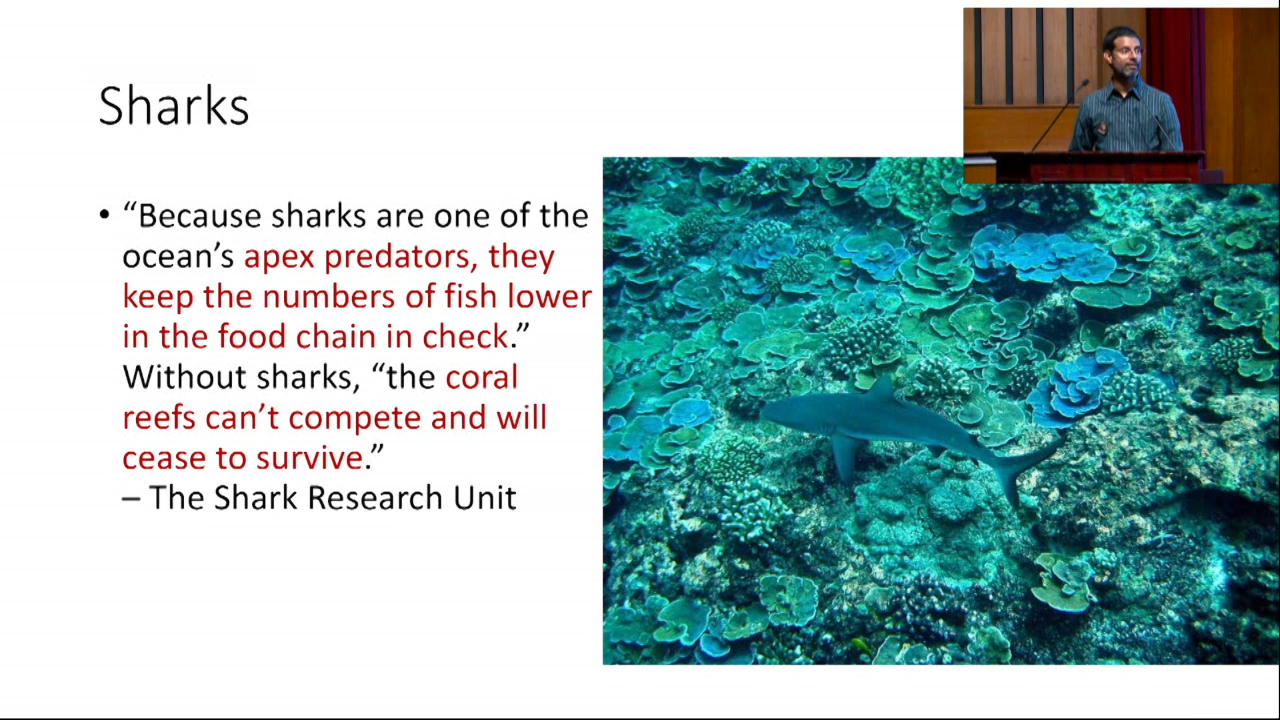 Sharks
• “Because sharks are one of the
ocean’s apex predators, they
keep the numbers of fish lower
in the food chain in check.”
Without sharks, “the coral
reefs can’t compete and will
cease to survive.”
– The Shark Research Unit